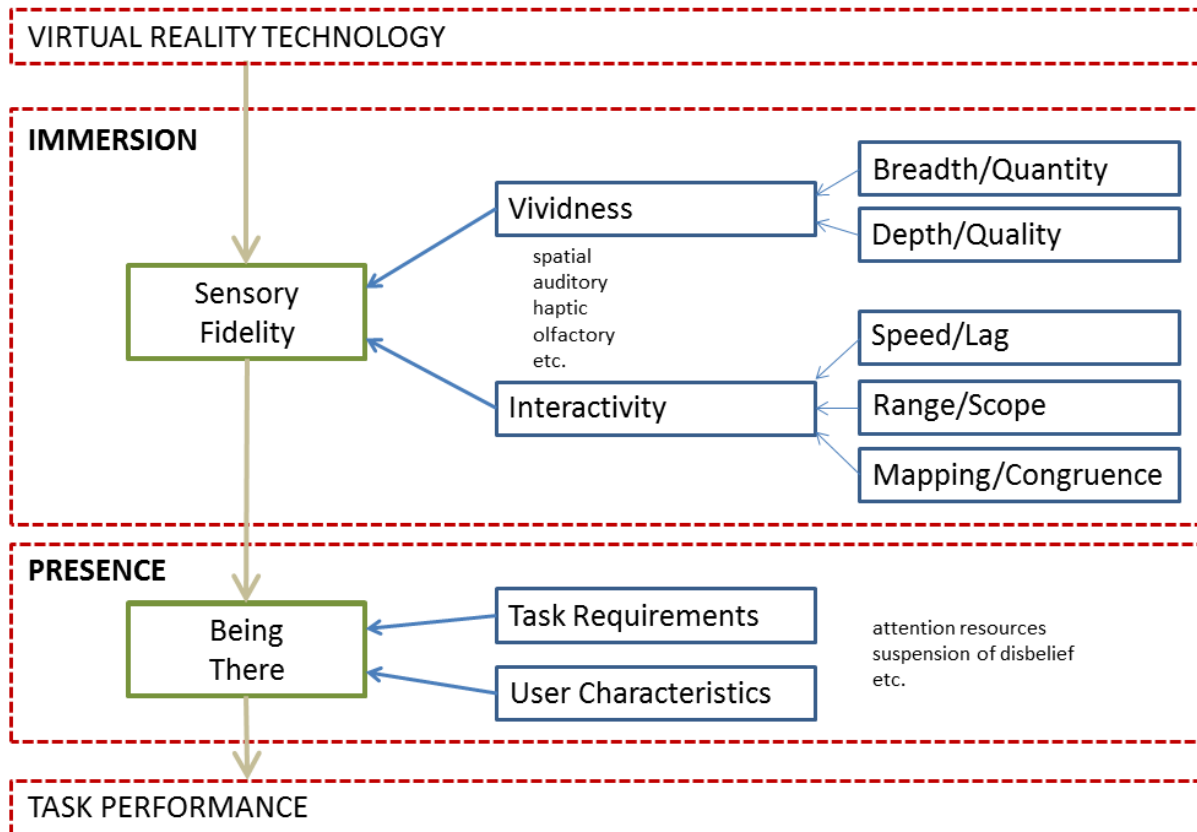 VIRTUAL REALITY TECHNOLOGY
IMMERSION
Sensory
Fidelity
Vividness
spatial
auditory
haptic
olfactory
etc.
Interactivity
Breadth/Quantity
Depth/Quality
Speed/Lag
Range/Scope
Mapping/Congruence
PRESENCE
Being
There
Task Requirements
User Characteristics
attention resources
suspension of disbelief
etc.
TASK PERFORMANCE